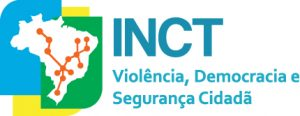 INCT
Violência, Democracia e
Segurança Cidadã